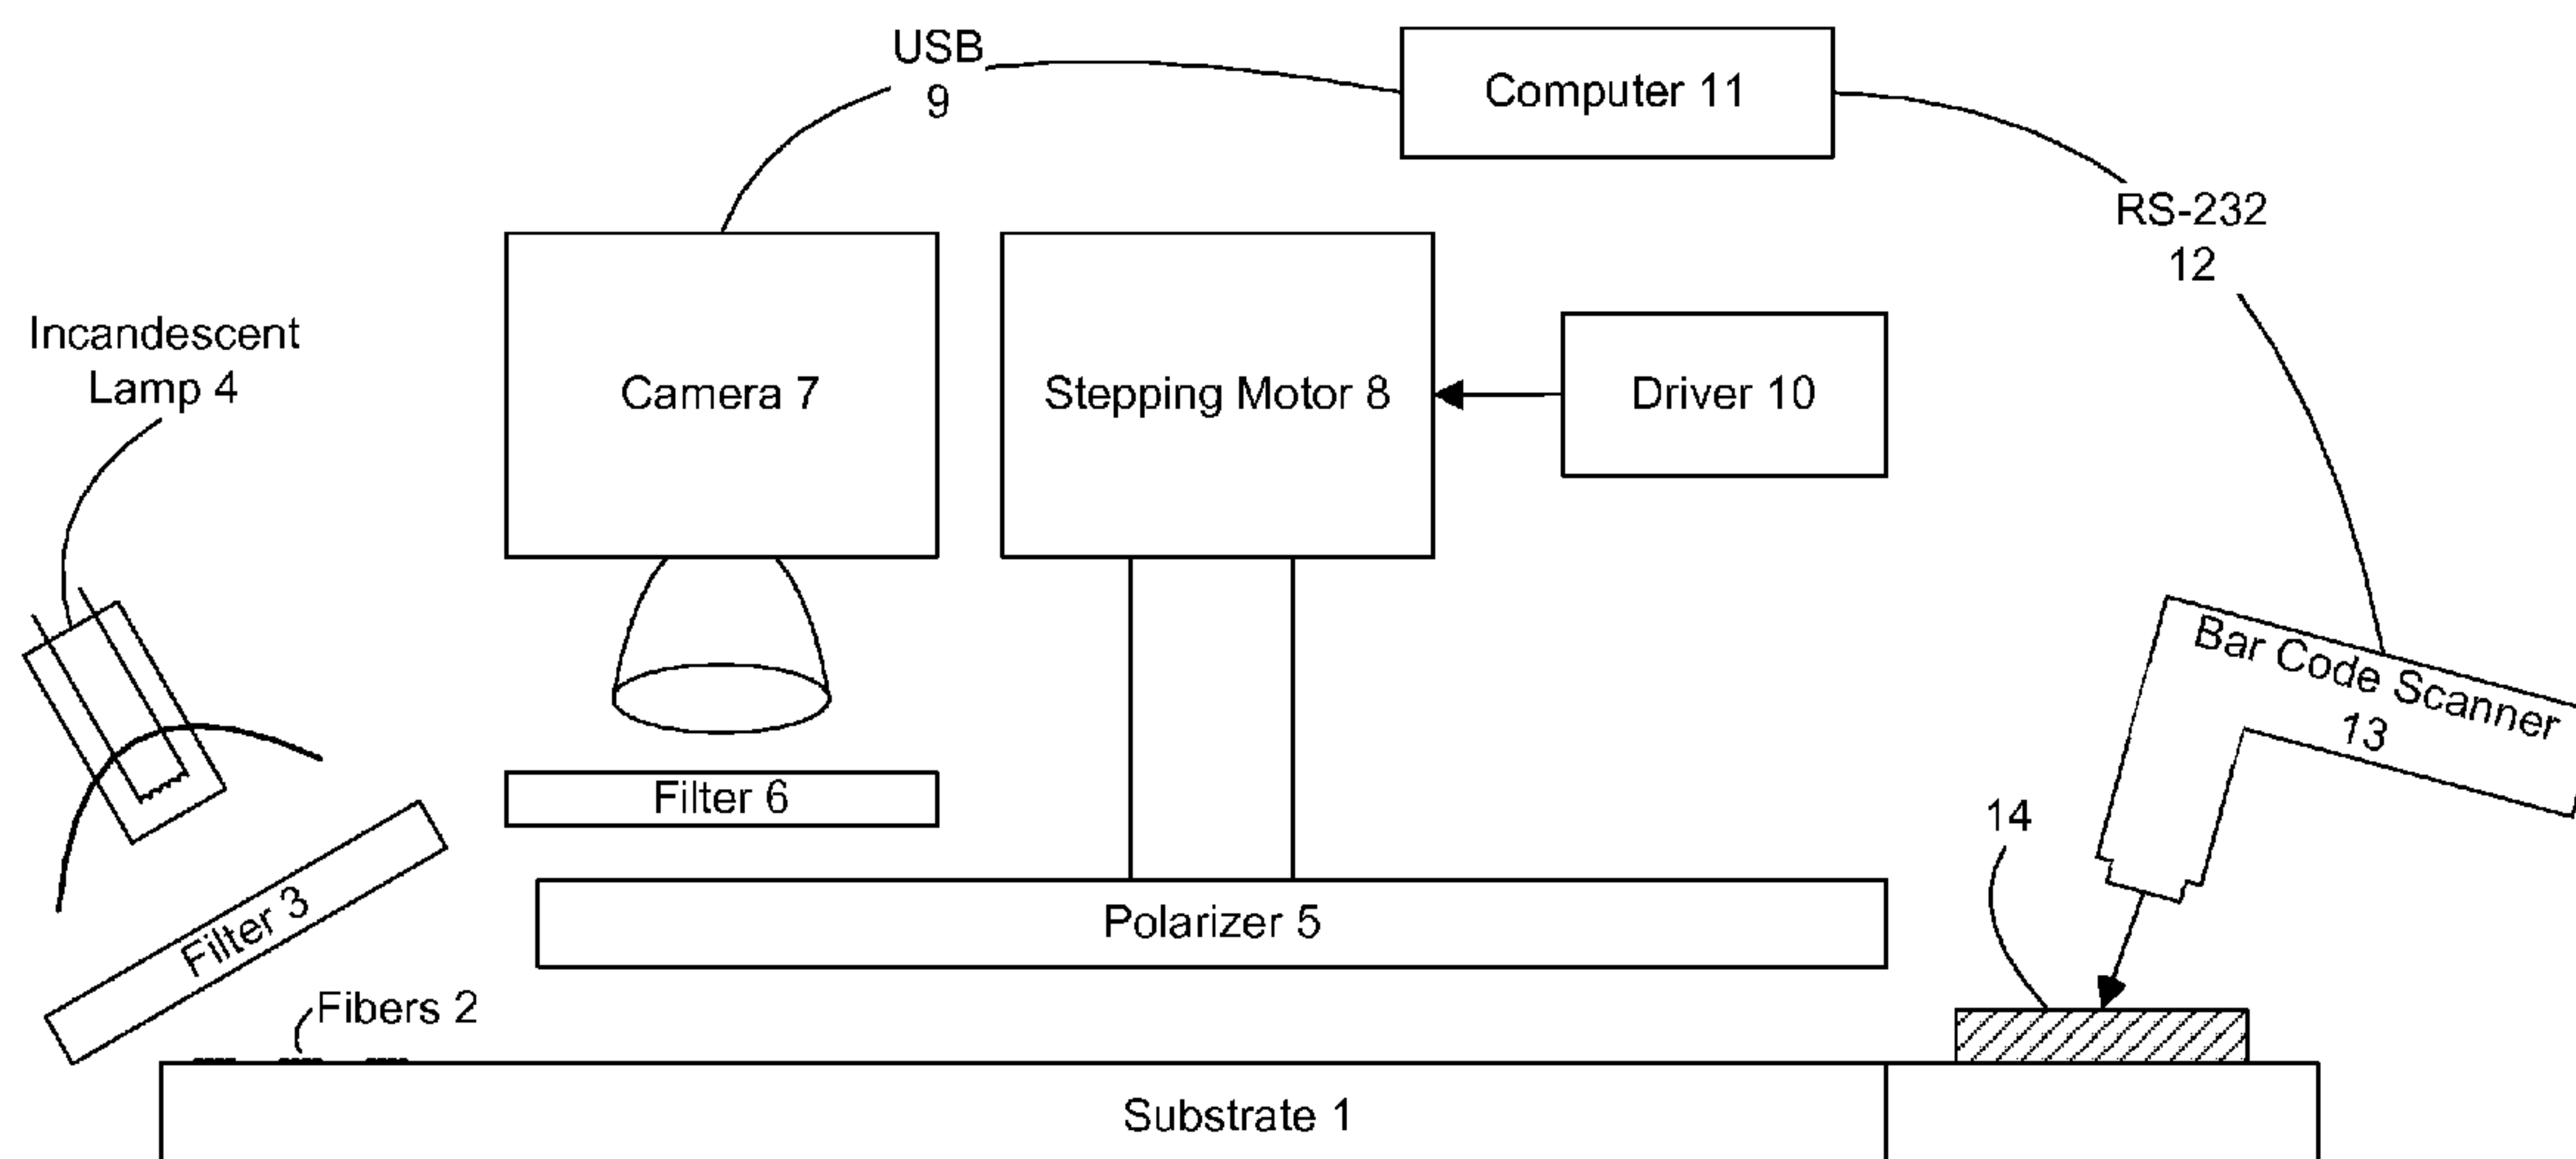 USB
9
Computer 11
RS-232
12
Incandescent
Lamp 4
Camera 7
Stepping Motor 8
Driver 10
Bar Code Scanner
13
Filter 6
14
Filter 3
Polarizer 5
Fibers 2
Substrate 1